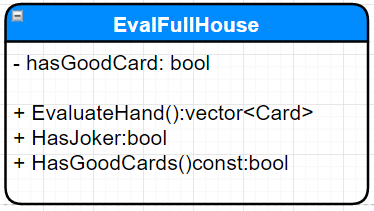 EvalFullHouse
- hasGoodCard: bool
+ EvaluateHand():vector<Card>
+ HasJoker:bool
+ HasGoodCards()const:bool